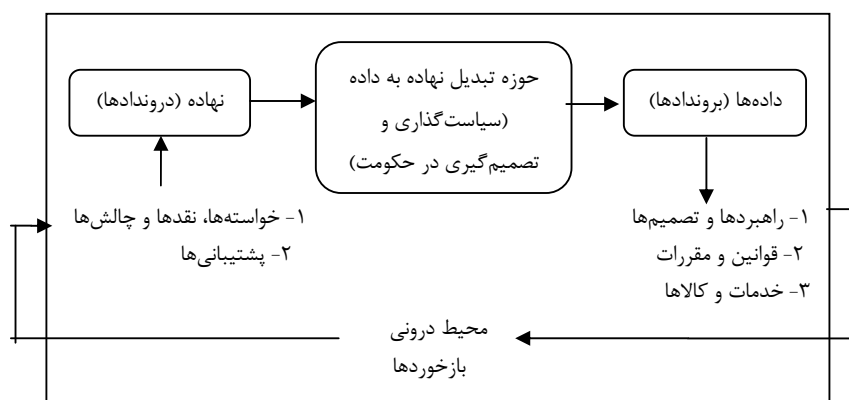 نهاده (دروندادها)
حوزه تبدیل نهاده به داده
(سیاست‌گذاری و
تصمیم‌گیری در حکومت)
داده‌ها (بروندادها)
۱- خواسته‌ها، نقدها و چالش‌ها
۲- پشتیبانی‌ها
۱- راهبردها و تصمیم‌ها
۲- قوانین و مقررات
۳- خدمات و کالاها
محیط درونی
بازخوردها